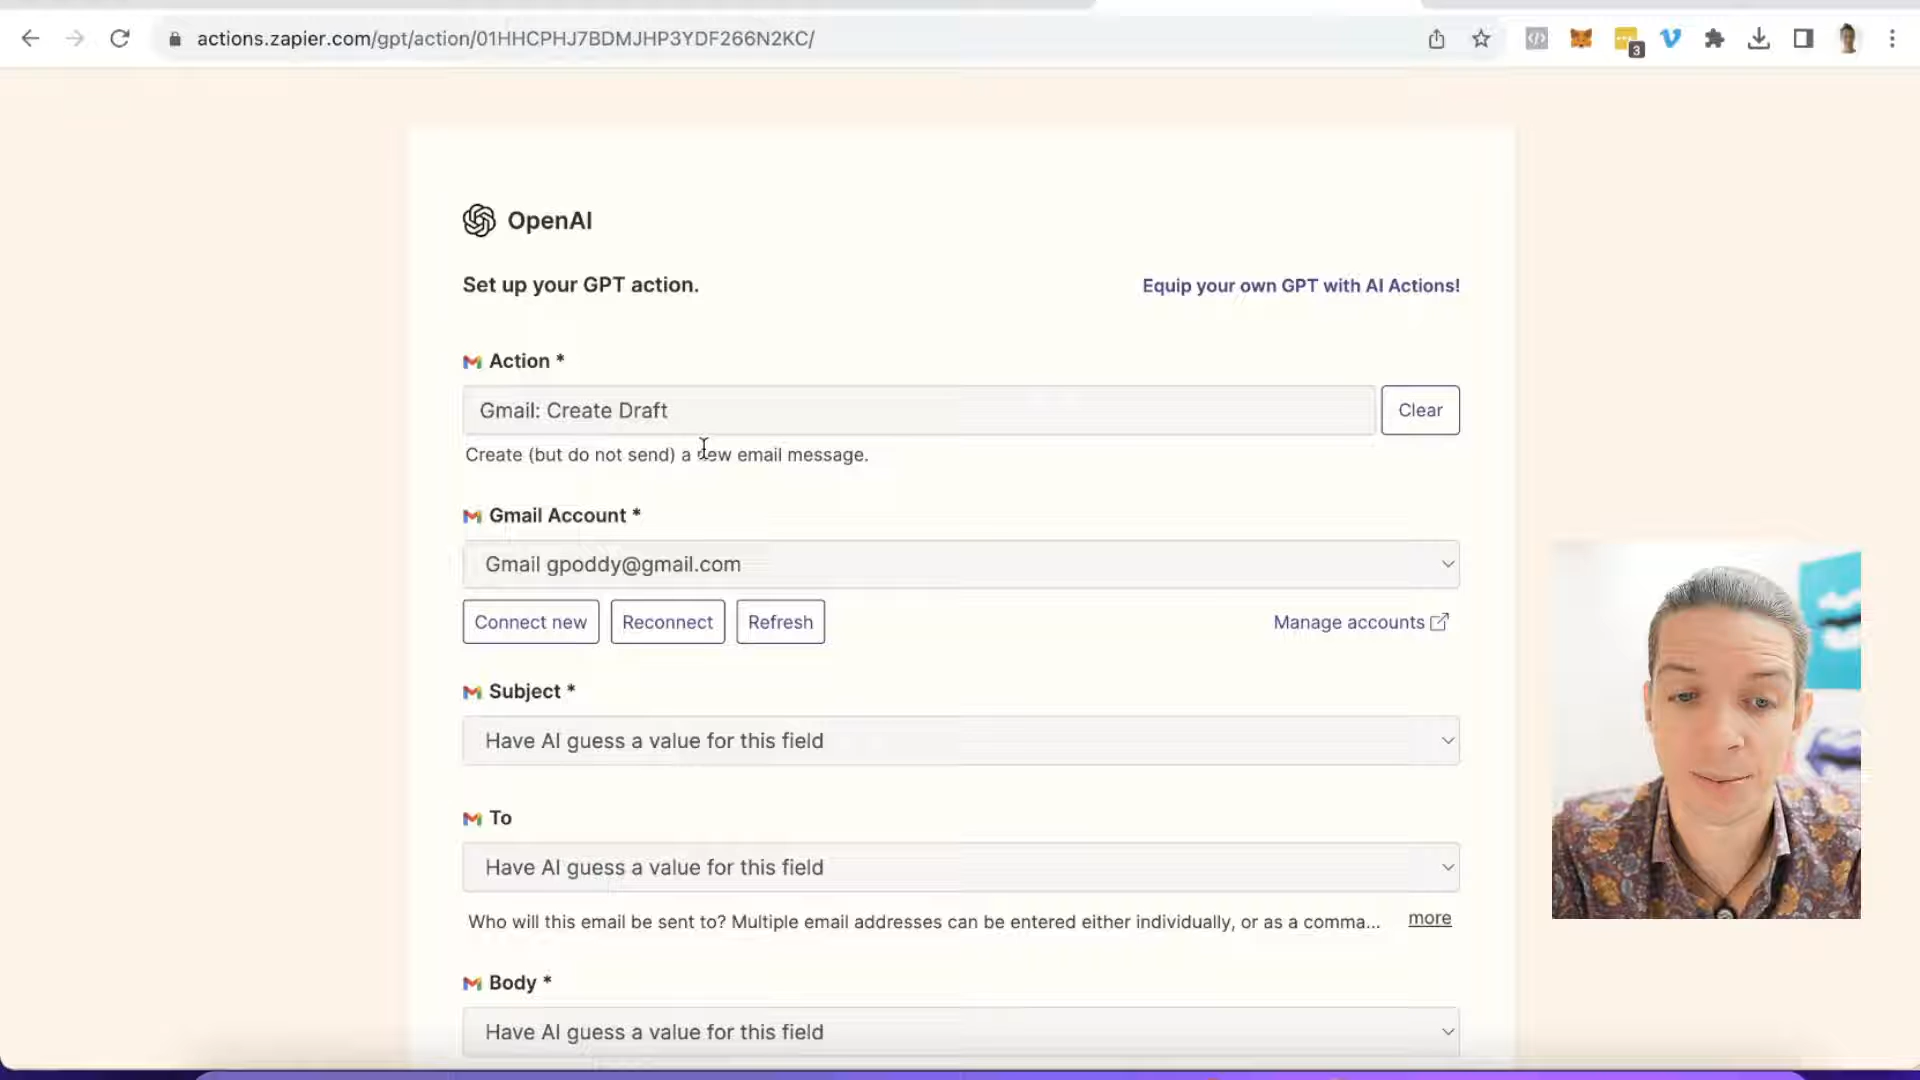 actions.zapier.com/gpt/action/01HHCPHJ7BDMJHP3YDF266N2KC/
3
OpenAI
Set up your GPT action.
Equip your own GPT with AI Actions!
Action *
Gmail: Create Draft
Clear
Create (but do not send) a new email message.
Gmail Account *
Gmail gpoddy@gmail.com
Connect new
Reconnect
Refresh
Manage accounts
Subject *
Have AI guess a value for this field
To
Have AI guess a value for this field
Who will this email be sent to? Multiple email addresses can be entered either individually, or as a comma...
more
Body *
Have AI guess a value for this field